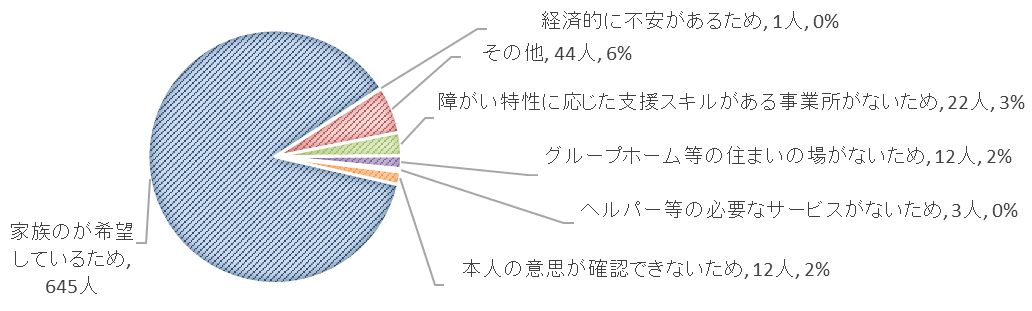 経済的に不安があるため, 1人, 0%
その他, 44人, 6%
障がい特性に応じた支援スキルがある事業所がないため, 22人, 3%
グループホーム等の住まいの場がないため, 12人, 2%
ヘルパー等の必要なサービスがないため, 3人, 0%
本人の意思が確認できないため, 12人, 2%
家族のが希望
しているため,
645人